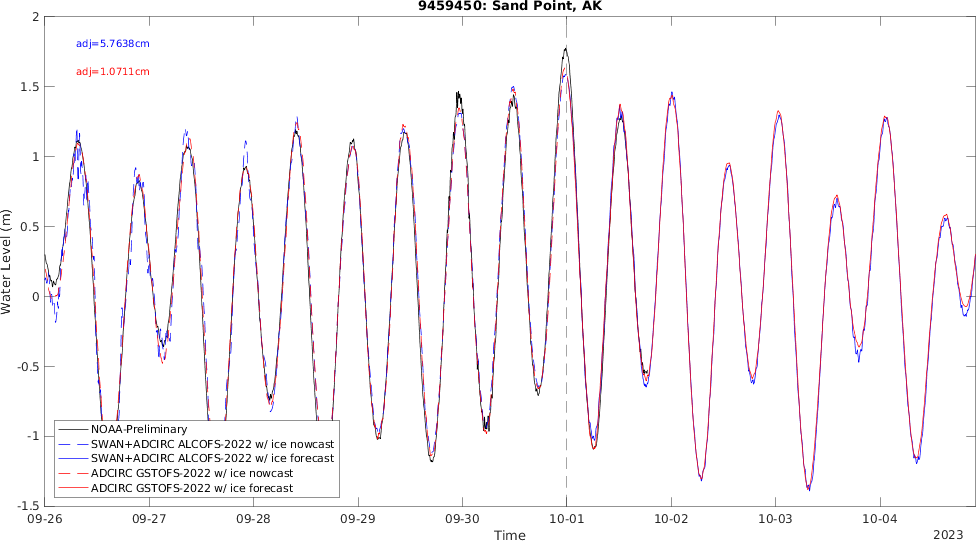 9459450: Sand Point, AK
2
adj=5.7638cm
adj=1.0711cm
1.5
1
0.5
0
-0.5
-1
-1.5
Water Level (m)
NOAA-Preliminary
SWAN+ADCIRC ALCOFS-2022 w/ ice nowcast
SWAN+ADCIRC ALCOFS-2022 w/ ice forecast
ADCIRC GSTOFS-2022 w/ ice nowcast
ADCIRC GSTOFS-2022 w/ ice forecast
09-26 09-27 09-28 09-29 09-30 10-01 10-02 10-03 10-04
Time
2023